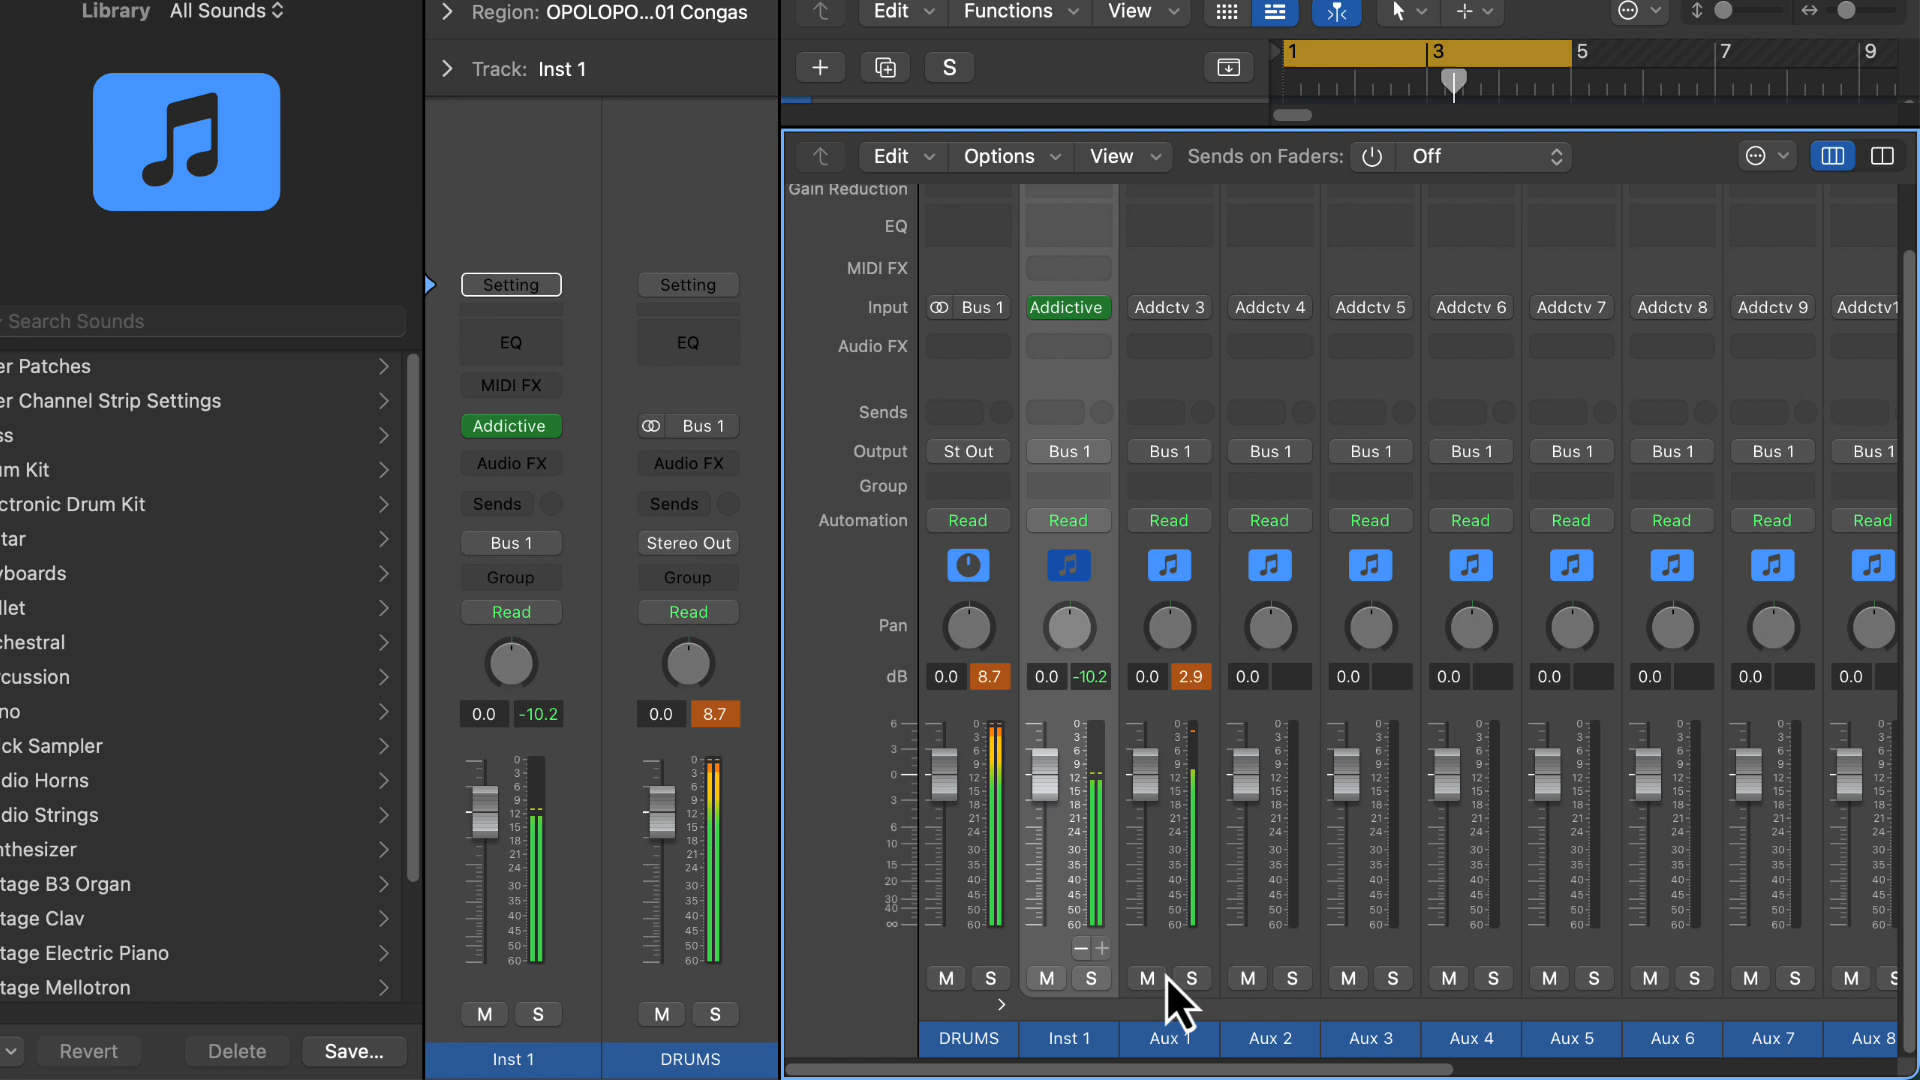 Library All Sounds
Search Sounds
er Patches
er Channel Strip Settings
ss
um Kit
ctronic Drum Kit
tar
yboards
llet
chestral
cussion
no
ick Sampler
dio Horns
dio Strings
nthesizer
tage B3 Organ
tage Clav
tage Electric Piano
tage Mellotron
Revert Delete Save...
Region: OPOLOPO...01 Congas
Track: Inst 1
Setting Setting
EQ EQ
MIDI FX
Addictive Bus 1
Audio FX Audio FX
Sends Sends
Bus 1 Stereo Out
Group Group
Read Read
0.0 -10.2 0.0 8.7
M S M S
Inst 1 DRUMS
Edit Functions View
S
1 3 5 7 9
Edit Options View Sends on Faders: Off
Gain Reduction
EQ
MIDI FX
Input Bus 1 Addictive Addctv 3 Addctv 4 Addctv 5 Addctv 6 Addctv 7 Addctv 8 Addctv 9 Addctv1
Audio FX
Sends
Output St Out Bus 1 Bus 1 Bus 1 Bus 1 Bus 1 Bus 1 Bus 1 Bus 1 Bus 1
Group
Automation Read Read Read Read Read Read Read Read Read Read
Pan
dB 0.0 8.7 0.0 -10.2 0.0 2.9 0.0 0.0 0.0 0.0 0.0 0.0 0.0
M S M S M S M S M S M S M S M S M S M S
DRUMS Inst 1 Aux 1 Aux 2 Aux 3 Aux 4 Aux 5 Aux 6 Aux 7 Aux 8